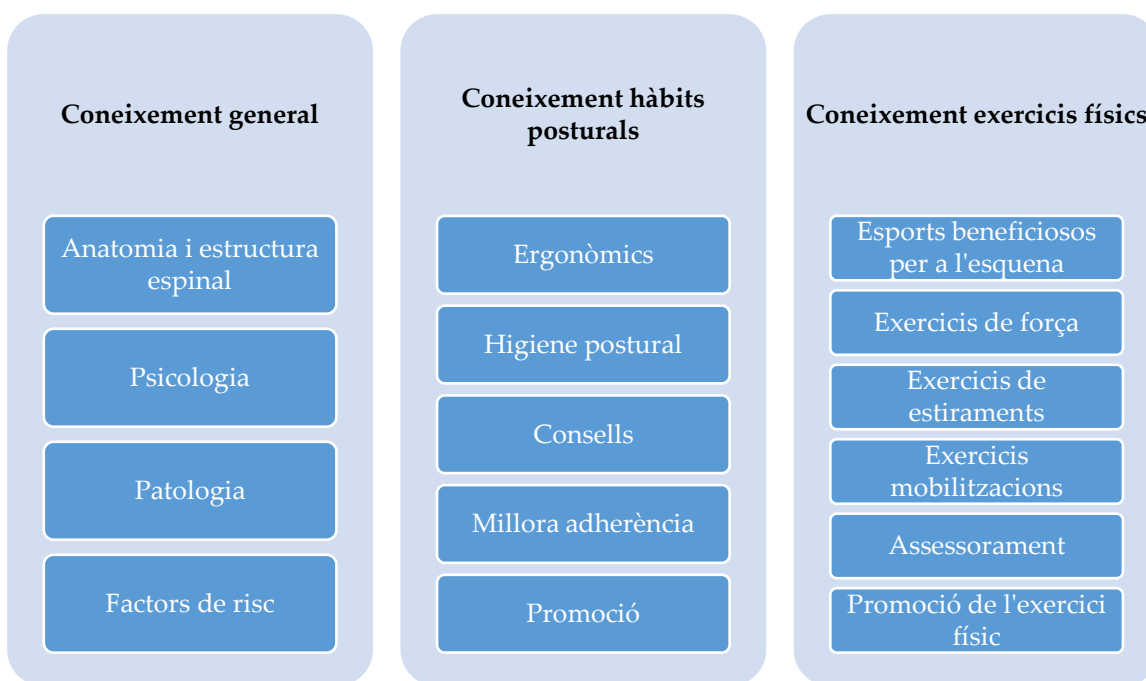 Coneixement general
Anatomia i estructura
espinal
Psicologia
Patologia
Factors de risc
Coneixement hàbits
posturals
Ergonòmics
Higiene postural
Consells
Millora adherència
Promoció
Coneixement exercicis físics
Esports beneficiosos
per a l'esquena
Exercicis de força
Exercicis de
estiraments
Exercicis
mobilitzacions
Assessorament
Promoció de l'exercici
físic